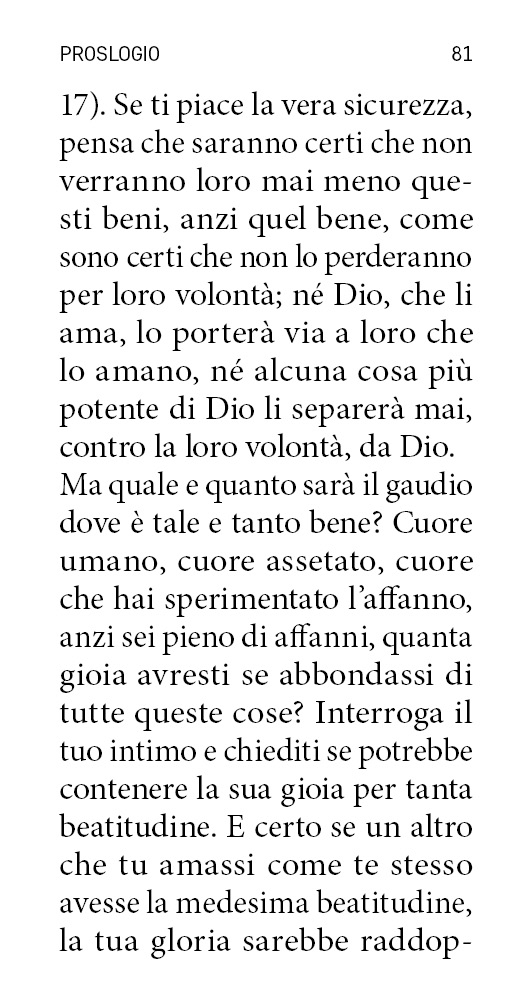 PROSLOGIO 81
17). Se ti piace la vera sicurezza,
pensa che saranno certi che non
verranno loro mai meno que-
sti beni, anzi quel bene, come
sono certi che non lo perderanno
per loro volontà; né Dio, che li
ama, lo porterà via a loro che
lo amano, né alcuna cosa più
potente di Dio li separerà mai,
contro la loro volontà, da Dio.
Ma quale e quanto sarà il gaudio
dove è tale e tanto bene? Cuore
umano, cuore assetato, cuore
che hai sperimentato l’affanno,
anzi sei pieno di affanni, quanta
gioia avresti se abbondassi di
tutte queste cose? Interroga il
tuo intimo e chiediti se potrebbe
contenere la sua gioia per tanta
beatitudine. E certo se un altro
che tu amassi come te stesso
avesse la medesima beatitudine,
la tua gloria sarebbe raddop-